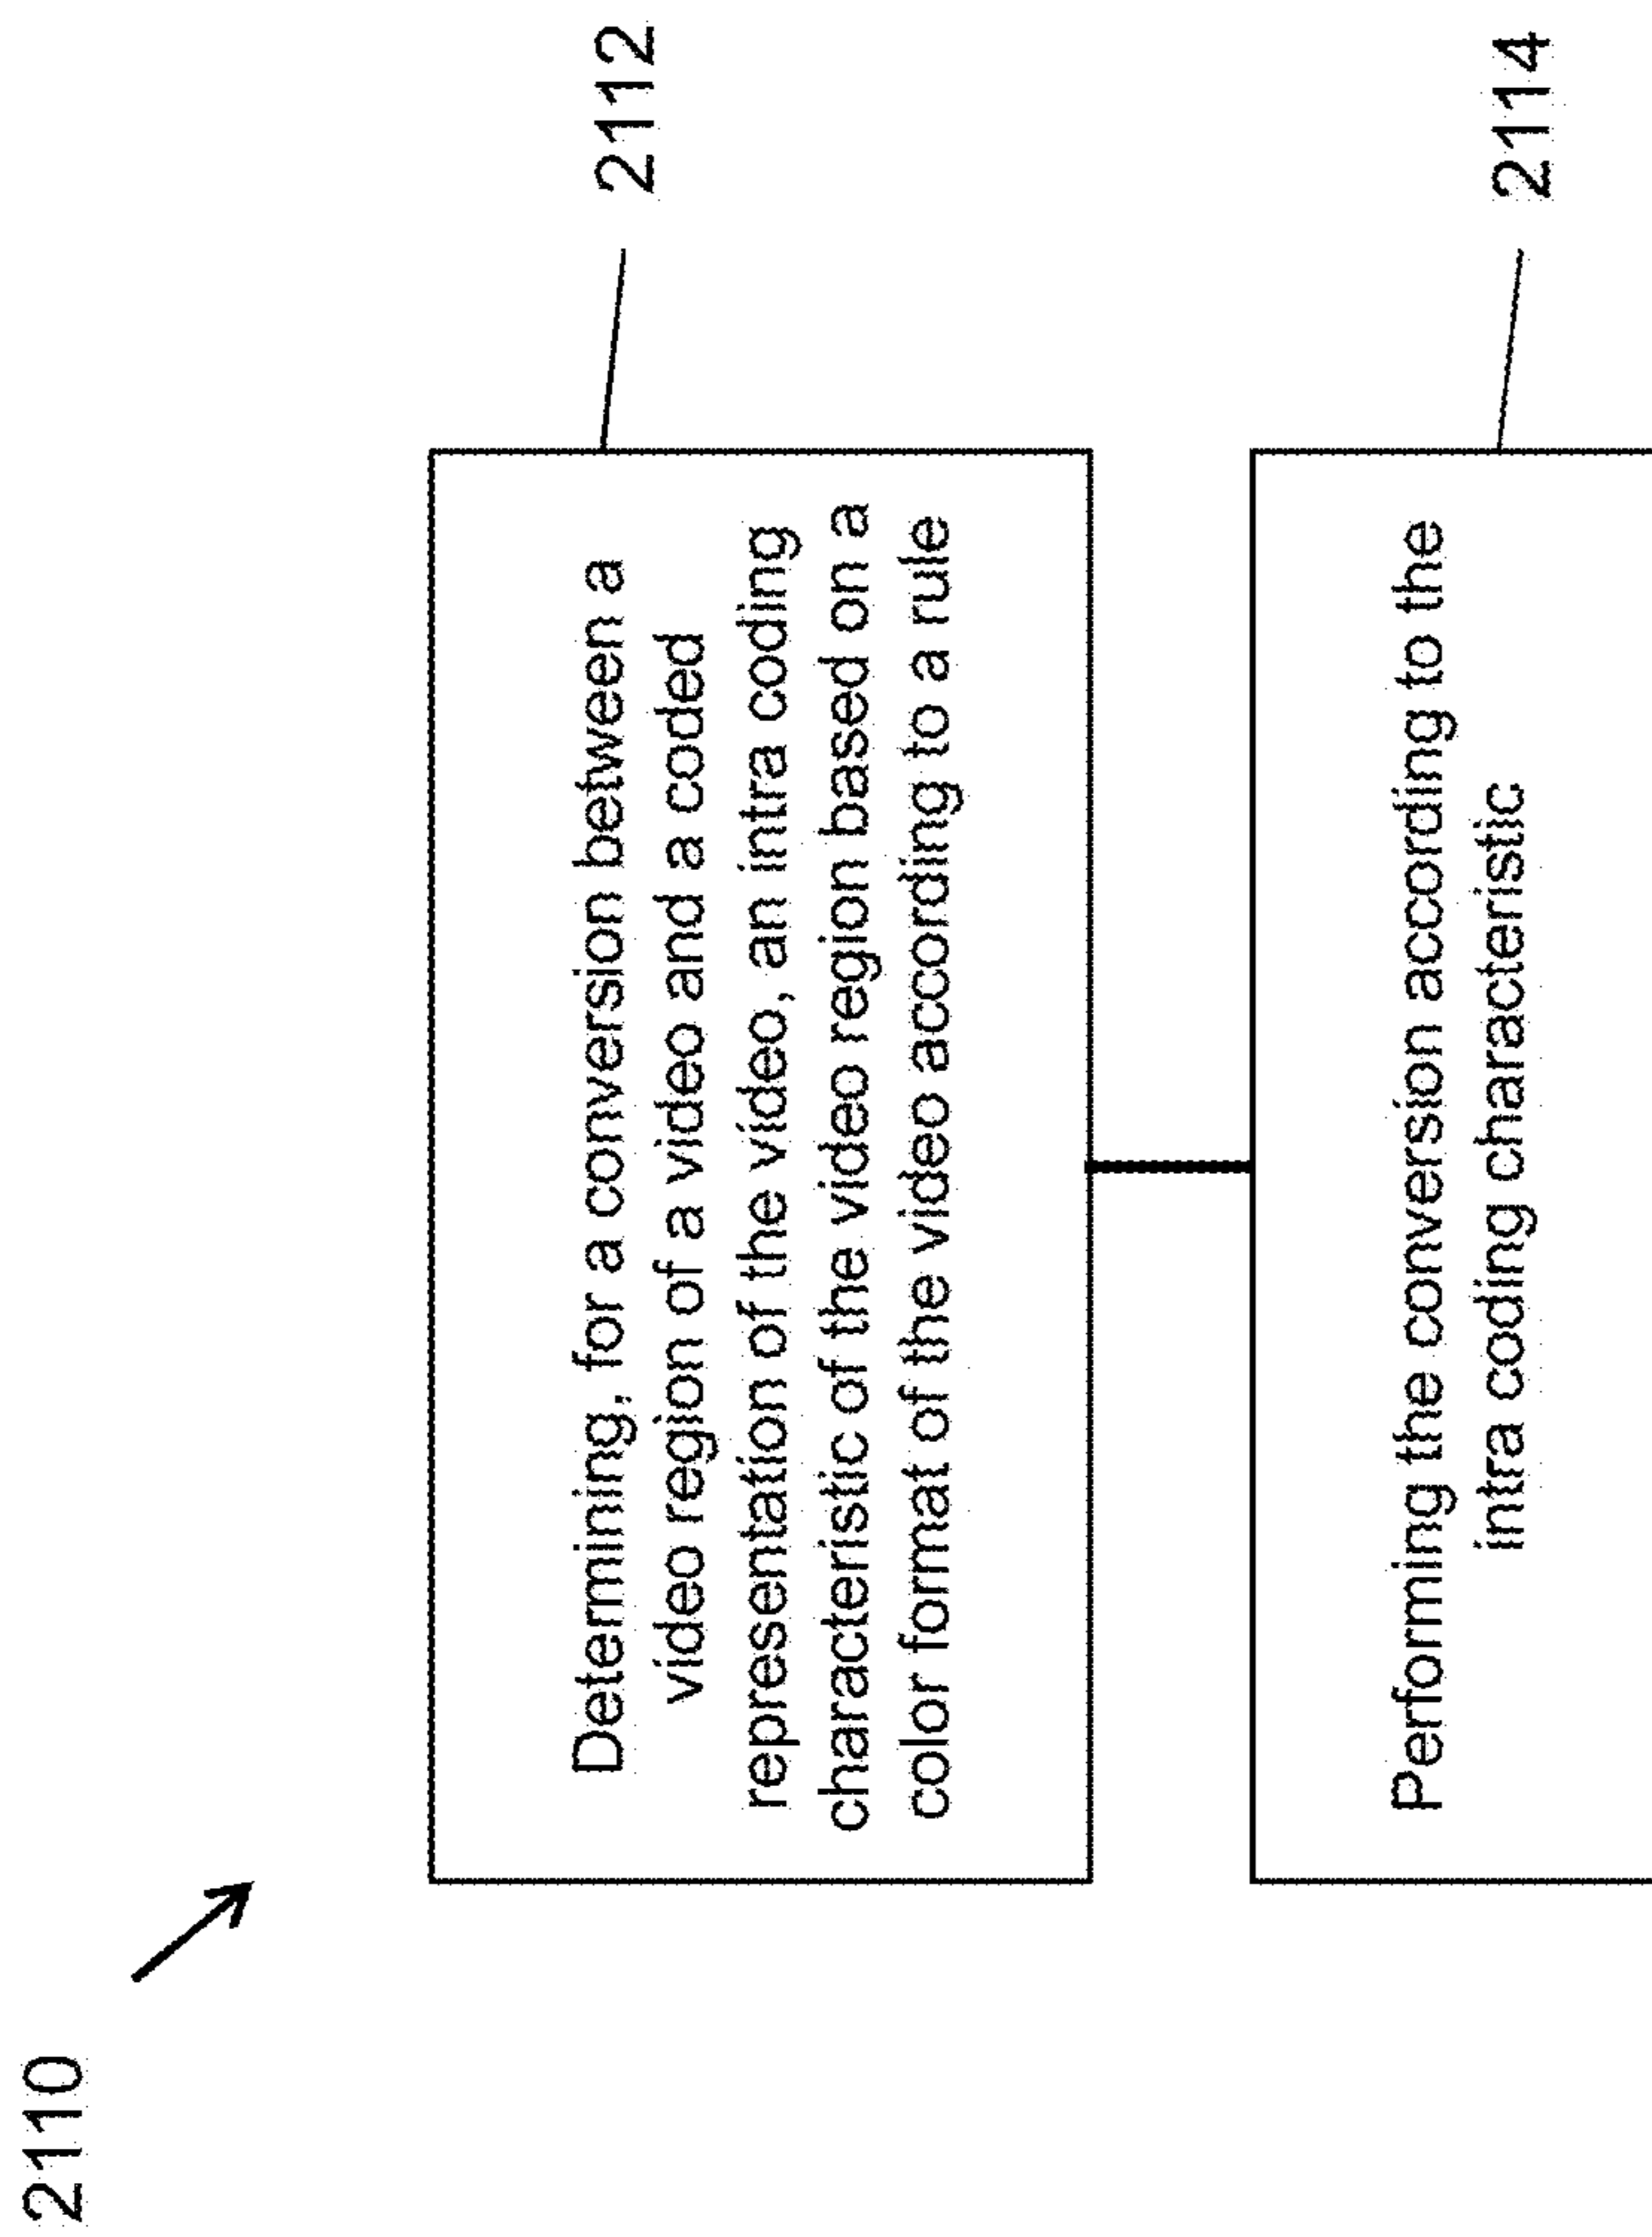 2110
Determining, for a conversion between a
video region of a video and a coded
representation of the video, an intra coding
characteristic of the video region based on a
color format of the video according to a rule
2112
Performing the conversion according to the
intra coding characteristic
2114